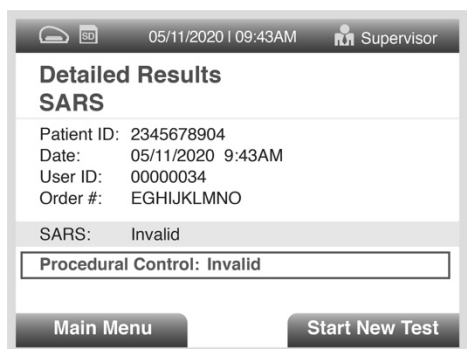 SD 05/11/2020 | 09:43AM Supervisor
Detailed Results
SARS
Patient ID: 2345678904
Date: 05/11/2020 9:43AM
User ID: 00000034
Order #: EGHIJKLMNO
SARS: Invalid
Procedural Control: Invalid
Main Menu Start New Test